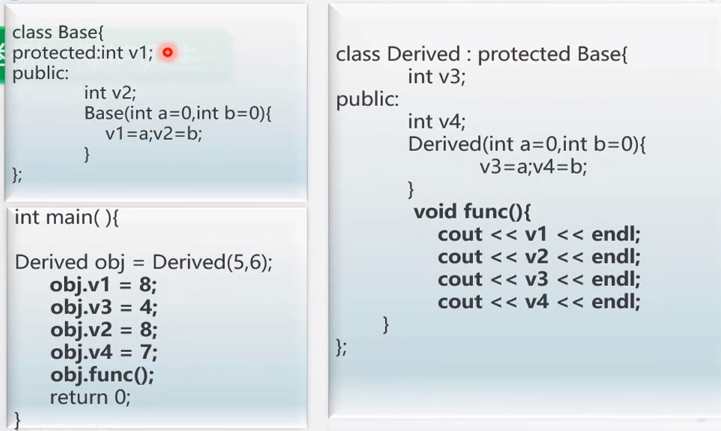 class Base{
protected:int v1;
public:
int v2;
Base(int a=0,int b=0){
v1=a;v2=b;
}
};
int main( ){
Derived obj = Derived(5,6);
obj.v1 = 8;
obj.v3 = 4;
obj.v2 = 8;
obj.v4 = 7;
obj.func();
return 0;
}
class Derived : protected Base{
int v3;
public:
int v4;
Derived(int a=0,int b=0){
v3=a;v4=b;
}
void func(){
cout << v1 << endl;
cout << v2 << endl;
cout << v3 << endl;
cout << v4 << endl;
}
};